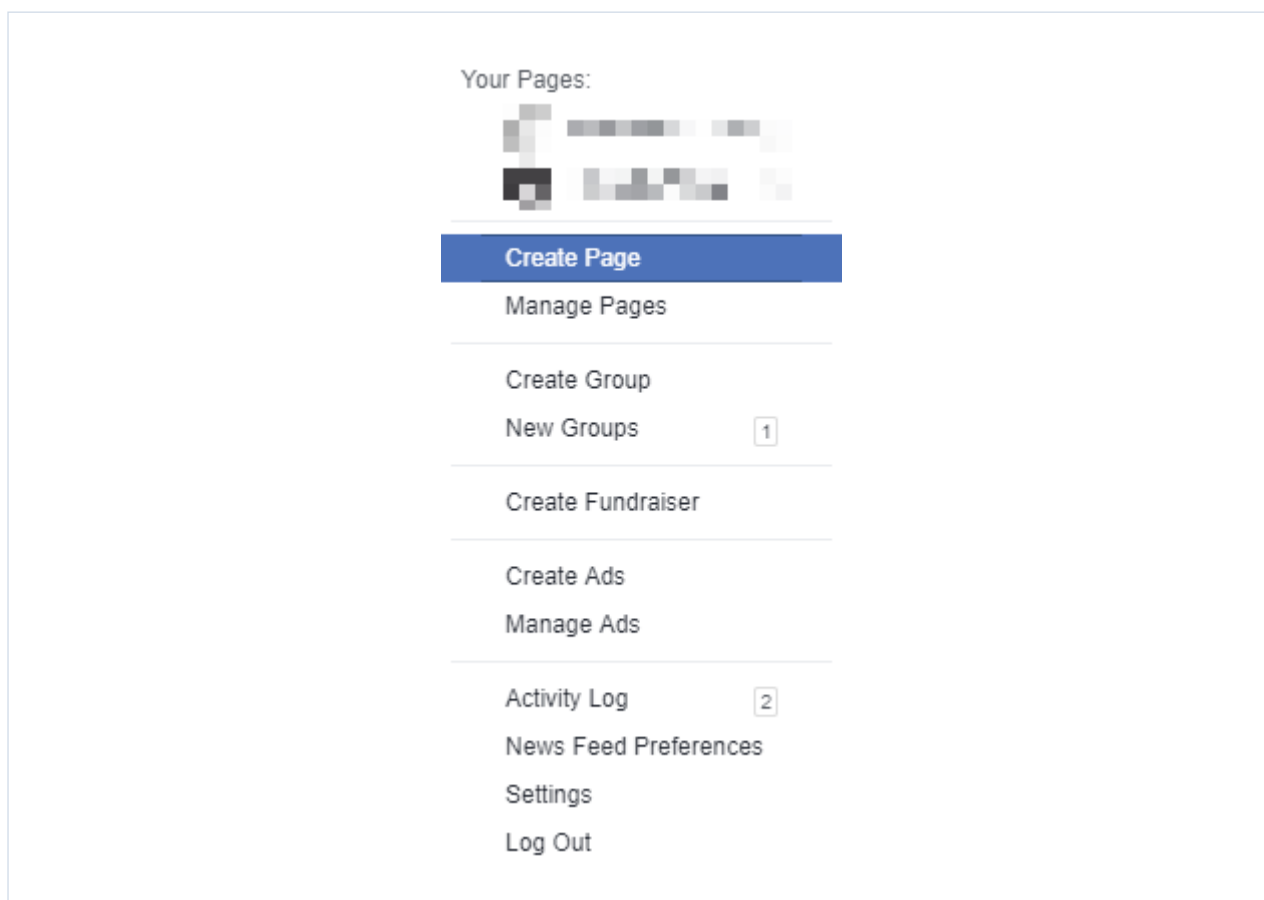 Your Pages:
Create Page
Manage Pages
Create Group
New Groups 1
Create Fundraiser
Create Ads
Manage Ads
Activity Log 2
News Feed Preferences
Settings
Log Out